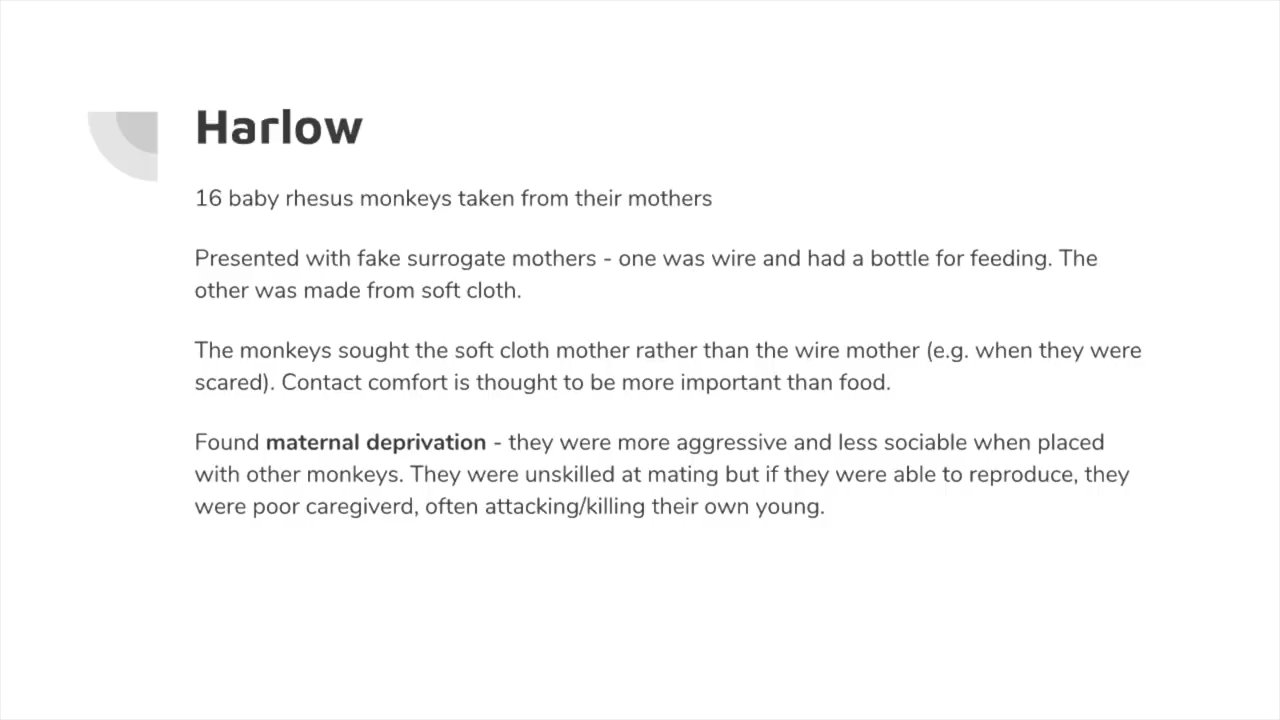 Harlow
16 baby rhesus monkeys taken from their mothers
Presented with fake surrogate mothers - one was wire and had a bottle for feeding. The
other was made from soft cloth.
The monkeys sought the soft cloth mother rather than the wire mother (e.g. when they were
scared). Contact comfort is thought to be more important than food.
Found maternal deprivation - they were more aggressive and less sociable when placed
with other monkeys. They were unskilled at mating but if they were able to reproduce, they
were poor caregiverd, often attacking/killing their own young.